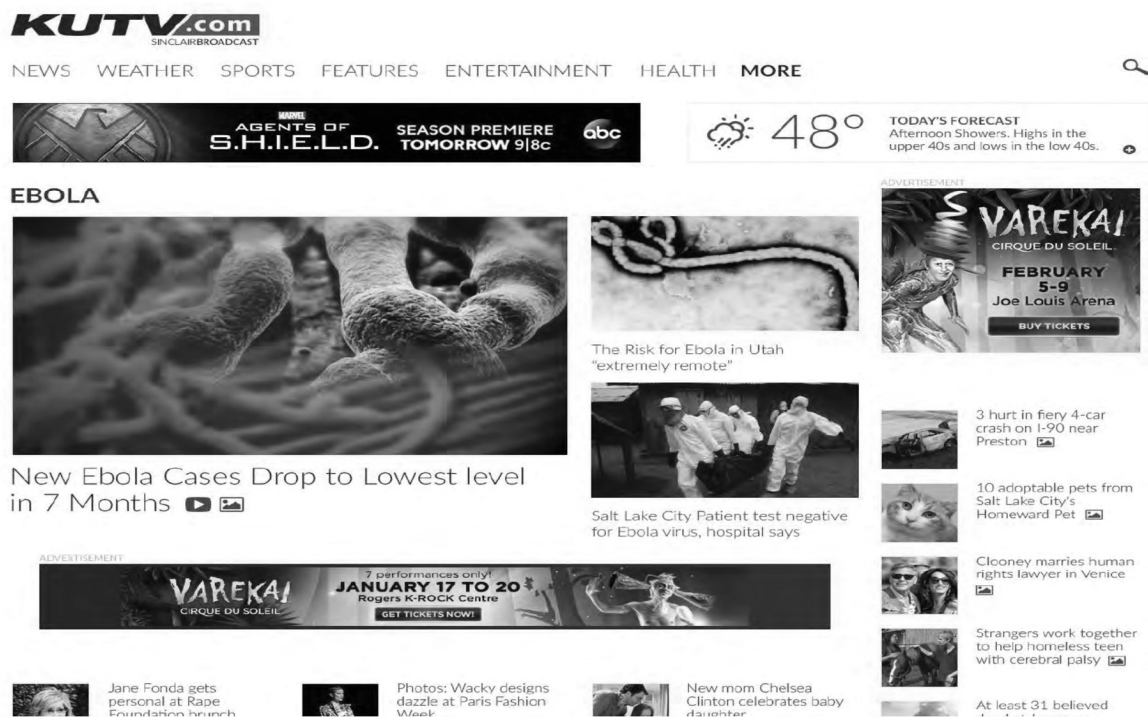 KUTV.com
SINCLAIRBROADCAST
NEWS WEATHER SPORTS FEATURES ENTERTAINMENT HEALTH MORE
MARVEL
AGENTS OF
S.H.I.E.L.D.
SEASON PREMIERE
TOMORROW 9|8c
abc
48°
TODAY'S FORECAST
Afternoon Showers. Highs in the
upper 40s and lows in the low 40s.
EBOLA
New Ebola Cases Drop to Lowest level
in 7 Months
The Risk for Ebola in Utah
"extremely remote"
Salt Lake City Patient test negative
for Ebola virus, hospital says
ADVERTISEMENT
VAREKAI
CIRQUE DU SOLEIL
FEBRUARY
5-9
Joe Louis Arena
BUY TICKETS
3 hurt in fiery 4-car
crash on I-90 near
Preston
10 adoptable pets from
Salt Lake City's
Homeward Pet
Clooney marries human
rights lawyer in Venice
Strangers work together
to help homeless teen
with cerebral palsy
At least 31 believed
ADVERTISEMENT
VAREKAI
CIRQUE DU SOLEIL
7 performances only!
JANUARY 17 TO 20
Rogers K-ROCK Centre
GET TICKETS NOW!
Jane Fonda gets
personal at Rape
Foundation brunch
Photos: Wacky designs
dazzle at Paris Fashion
Week
New mom Chelsea
Clinton celebrates baby
daughter